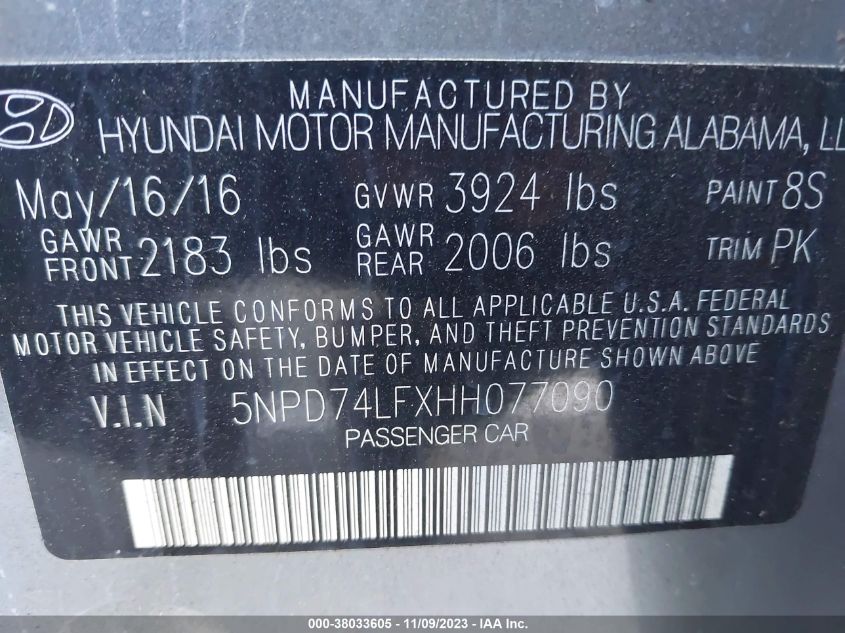 MANUFACTURED BY
HYUNDAI MOTOR MANUFACTURING ALABAMA, LL
May/16/16 GVWR 3924 lbs PAINT 8S
GAWR FRONT 2183 lbs GAWR REAR 2006 lbs TRIM PK
THIS VEHICLE CONFORMS TO ALL APPLICABLE U.S.A. FEDERAL
MOTOR VEHICLE SAFETY, BUMPER, AND THEFT PREVENTION STANDARDS
IN EFFECT ON THE DATE OF MANUFACTURE SHOWN ABOVE
V.I.N 5NPD74LFXHH077090
PASSENGER CAR
000-38033605 - 11/09/2023 - IAA Inc.